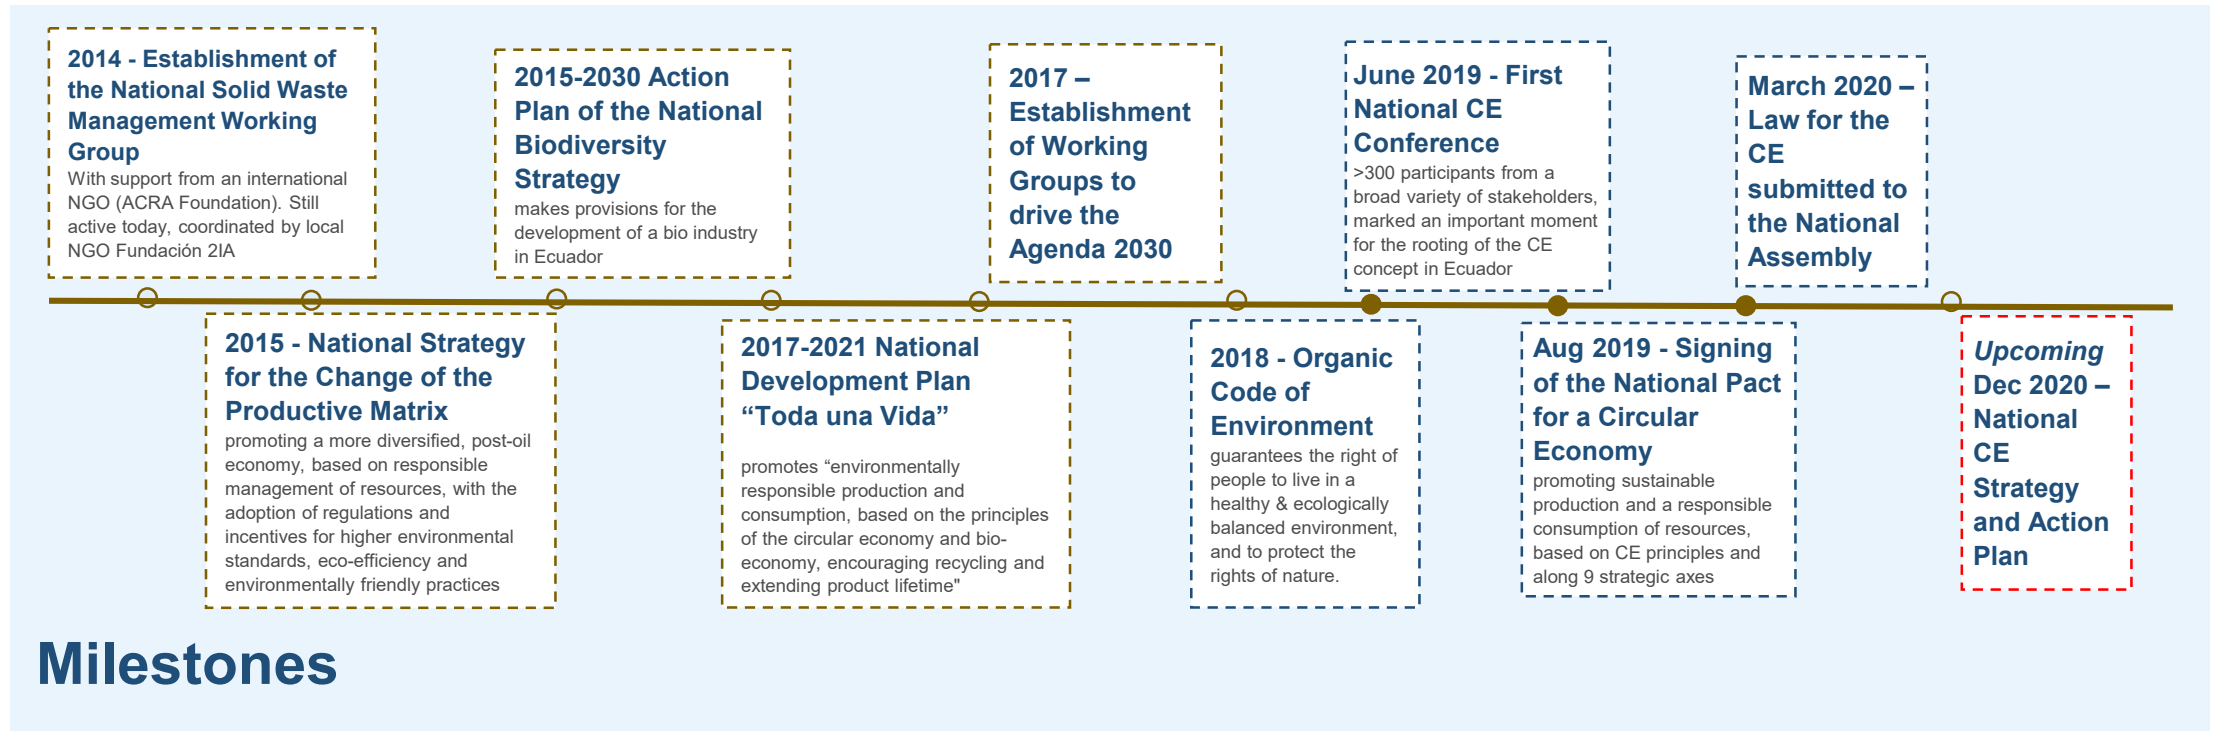 2014 - Establishment of
the National Solid Waste
Management Working
Group
With support from an international
NGO (ACRA Foundation). Still
active today, coordinated by local
NGO Fundación 2IA
2015 - National Strategy
for the Change of the
Productive Matrix
promoting a more diversified, post-oil
economy, based on responsible
management of resources, with the
adoption of regulations and
incentives for higher environmental
standards, eco-efficiency and
environmentally friendly practices
2015-2030 Action
Plan of the National
Biodiversity
Strategy
makes provisions for the
development of a bio industry
in Ecuador
2017-2021 National
Development Plan
“Toda una Vida”
promotes “environmentally
responsible production and
consumption, based on the principles
of the circular economy and bio-
economy, encouraging recycling and
extending product lifetime"
2017 –
Establishment
of Working
Groups to
drive the
Agenda 2030
2018 - Organic
Code of
Environment
guarantees the right of
people to live in a
healthy & ecologically
balanced environment,
and to protect the
rights of nature.
June 2019 - First
National CE
Conference
>300 participants from a
broad variety of stakeholders,
marked an important moment
for the rooting of the CE
concept in Ecuador
Aug 2019 - Signing
of the National Pact
for a Circular
Economy
promoting sustainable
production and a responsible
consumption of resources,
based on CE principles and
along 9 strategic axes
March 2020 –
Law for the
CE
submitted to
the National
Assembly
Upcoming
Dec 2020 –
National
CE
Strategy
and Action
Plan
Milestones